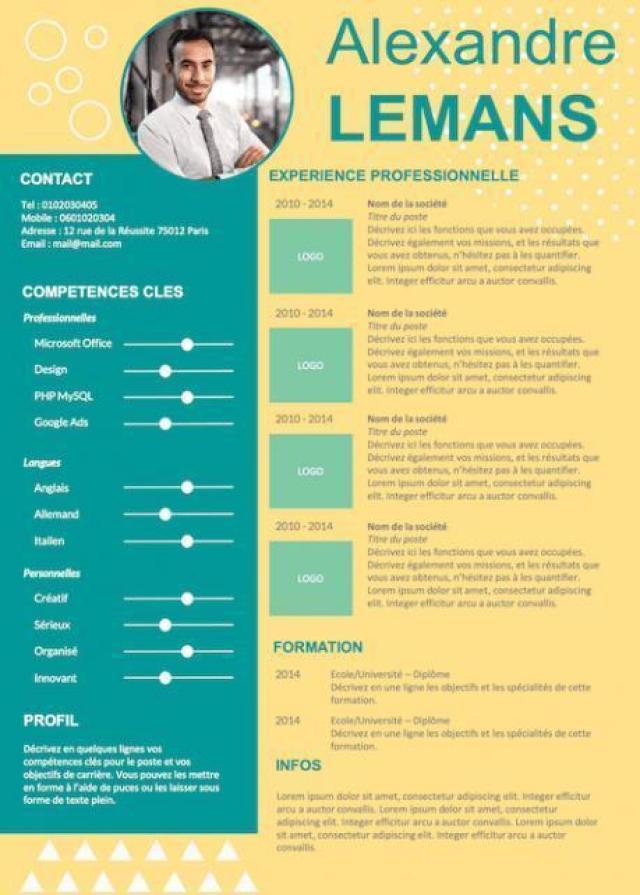 Alexandre
LEMANS
CONTACT
Tel : 0102030405
Mobile : 0601020304
Adresse : 12 rue de la Réussite 75012 Paris
Email : mail@mail.com
COMPETENCES CLES
Professionnelles
Microsoft Office
Design
PHP MySQL
Google Ads
Langues
Anglais
Allemand
Italien
Personnelles
Créatif
Sérieux
Organisé
Innovant
PROFIL
Décrivez en quelques lignes vos
compétences clés pour le poste et vos
objectifs de carrière. Vous pouvez les mettre
en forme à l'aide de puces ou les laisser sous
forme de texte plein.
EXPERIENCE PROFESSIONNELLE
2010 - 2014
LOGO
Nom de la société
Titre du poste
Décrivez ici les fonctions que vous avez occupées.
Décrivez également vos missions, et les résultats que
vous avez obtenus, n'hésitez pas à les quantifier.
Lorem ipsum dolor sit amet, consectetur adipiscing
elit. Integer efficitur arcu a auctor convallis.
2010 - 2014
LOGO
Nom de la société
Titre du poste
Décrivez ici les fonctions que vous avez occupées.
Décrivez également vos missions, et les résultats que
vous avez obtenus, n'hésitez pas à les quantifier.
Lorem ipsum dolor sit amet, consectetur adipiscing
elit. Integer efficitur arcu a auctor convallis.
2010 - 2014
LOGO
Nom de la société
Titre du poste
Décrivez ici les fonctions que vous avez occupées.
Décrivez également vos missions, et les résultats que
vous avez obtenus, n'hésitez pas à les quantifier.
Lorem ipsum dolor sit amet, consectetur adipiscing
elit. Integer efficitur arcu a auctor convallis.
2010 - 2014
LOGO
Nom de la société
Titre du poste
Décrivez ici les fonctions que vous avez occupées.
Décrivez également vos missions, et les résultats que
vous avez obtenus, n'hésitez pas à les quantifier.
Lorem ipsum dolor sit amet, consectetur adipiscing
elit. Integer efficitur arcu a auctor convallis.
FORMATION
2014 Ecole/Université – Diplôme
Décrivez en une ligne les objectifs et les spécialités de cette
formation.
2014 Ecole/Université – Diplôme
Décrivez en une ligne les objectifs et les spécialités de cette
formation.
INFOS
Lorem ipsum dolor sit amet, consectetur adipiscing elit. Integer efficitur
arcu a auctor convallis. Lorem ipsum dolor sit amet, consectetur
adipiscing elit. Integer efficitur arcu a auctor convallis. Lorem ipsum
dolor sit amet, consectetur adipiscing elit. Integer efficitur arcu a auctor
convallis.